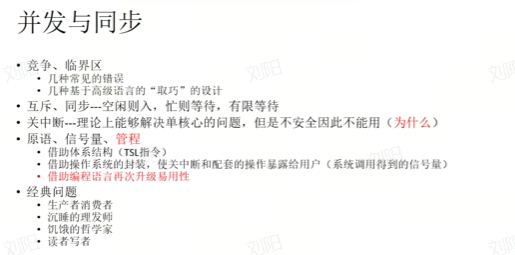 并发与同步
• 竞争、临界区
• 几种常见的错误
• 几种基于高级语言的“取巧”的设计
• 互斥、同步---空闲则入，忙则等待，有限等待
• 关中断---理论上能够解决单核心的问题，但是不安全因此不能用（为什么）
• 原语、信号量、管程
• 借助体系结构（TSL指令）
• 借助操作系统的封装，使关中断和配套的操作暴露给用户（系统调用得到的信号量）
• 借助编程语言再次升级易用性
• 经典问题
• 生产者消费者
• 沉睡的理发师
• 饥饿的哲学家
• 读者写者